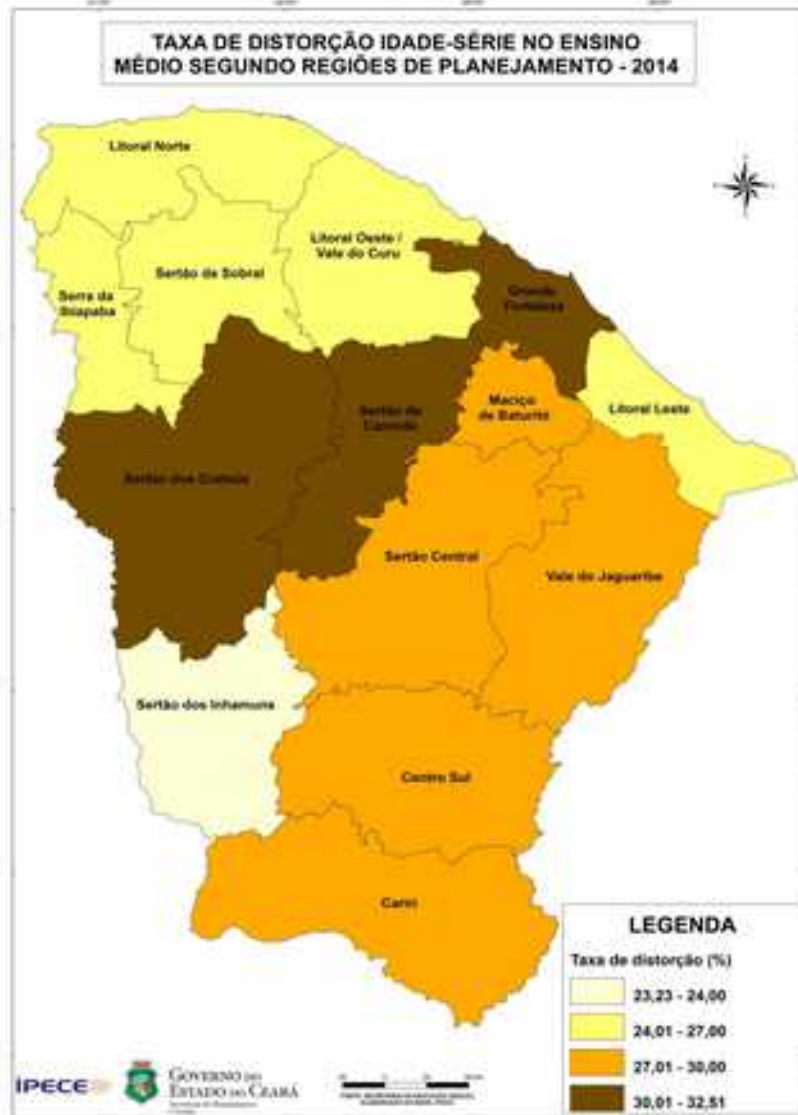 TAXA DE DISTORÇÃO IDADE-SÉRIE NO ENSINO
MÉDIO SEGUNDO REGIÕES DE PLANEJAMENTO - 2014
Litoral Norte
Litoral Oeste /
Vale do Curu
Sertão de Sobral
Serra da
Ibiapaba
Grande
Fortaleza
Maciço
de Baturité
Litoral Leste
Sertão de
Canindé
Sertão dos Crateús
Sertão Central
Vale do Jaguaribe
Sertão dos Inhamuns
Centro Sul
Cariri
LEGENDA
Taxa de distorção (%)
23,23 - 24,00
24,01 - 27,00
27,01 - 30,00
30,01 - 32,51
IPECE
GOVERNO DO
ESTADO DO CEARÁ